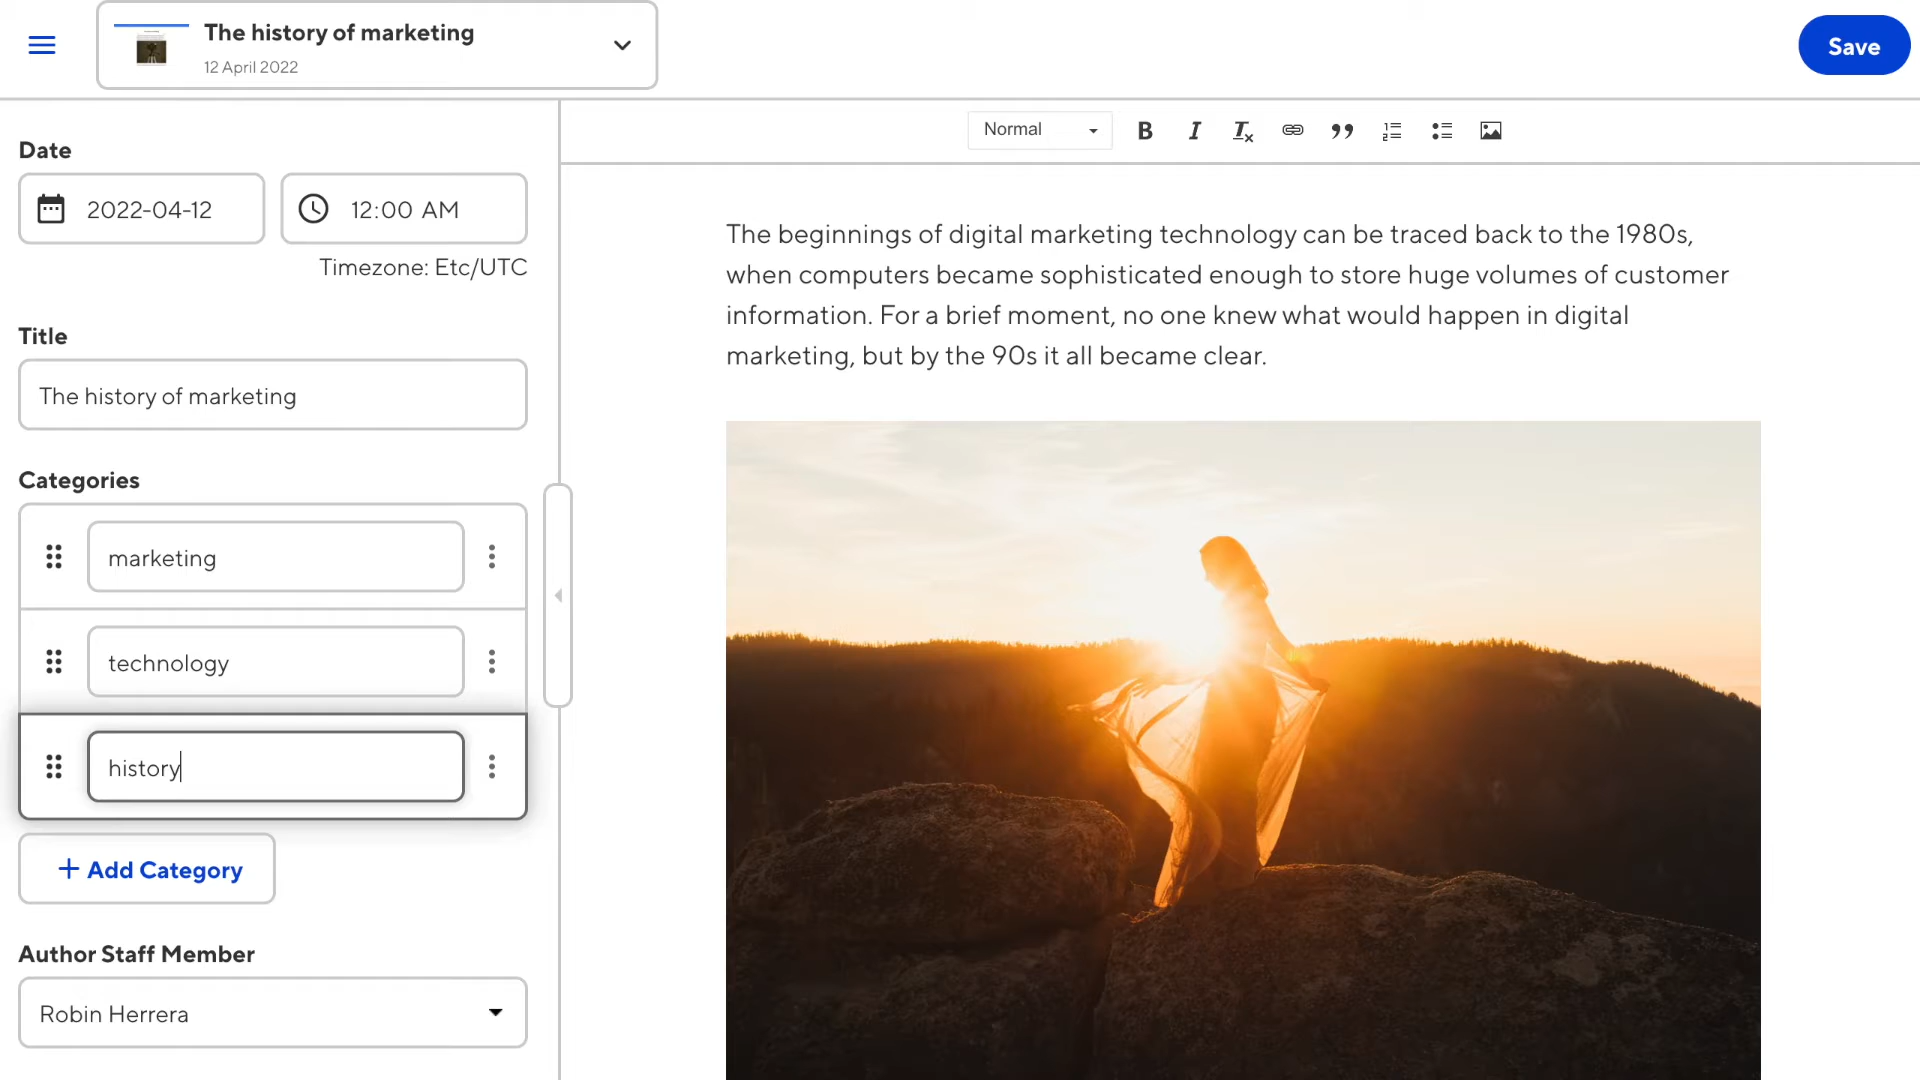 The history of marketing
12 April 2022
Save
Date
2022-04-12
12:00 AM
Timezone: Etc/UTC
Title
The history of marketing
Categories
marketing
technology
history
+ Add Category
Author Staff Member
Robin Herrera
Normal
The beginnings of digital marketing technology can be traced back to the 1980s,
when computers became sophisticated enough to store huge volumes of customer
information. For a brief moment, no one knew what would happen in digital
marketing, but by the 90s it all became clear.